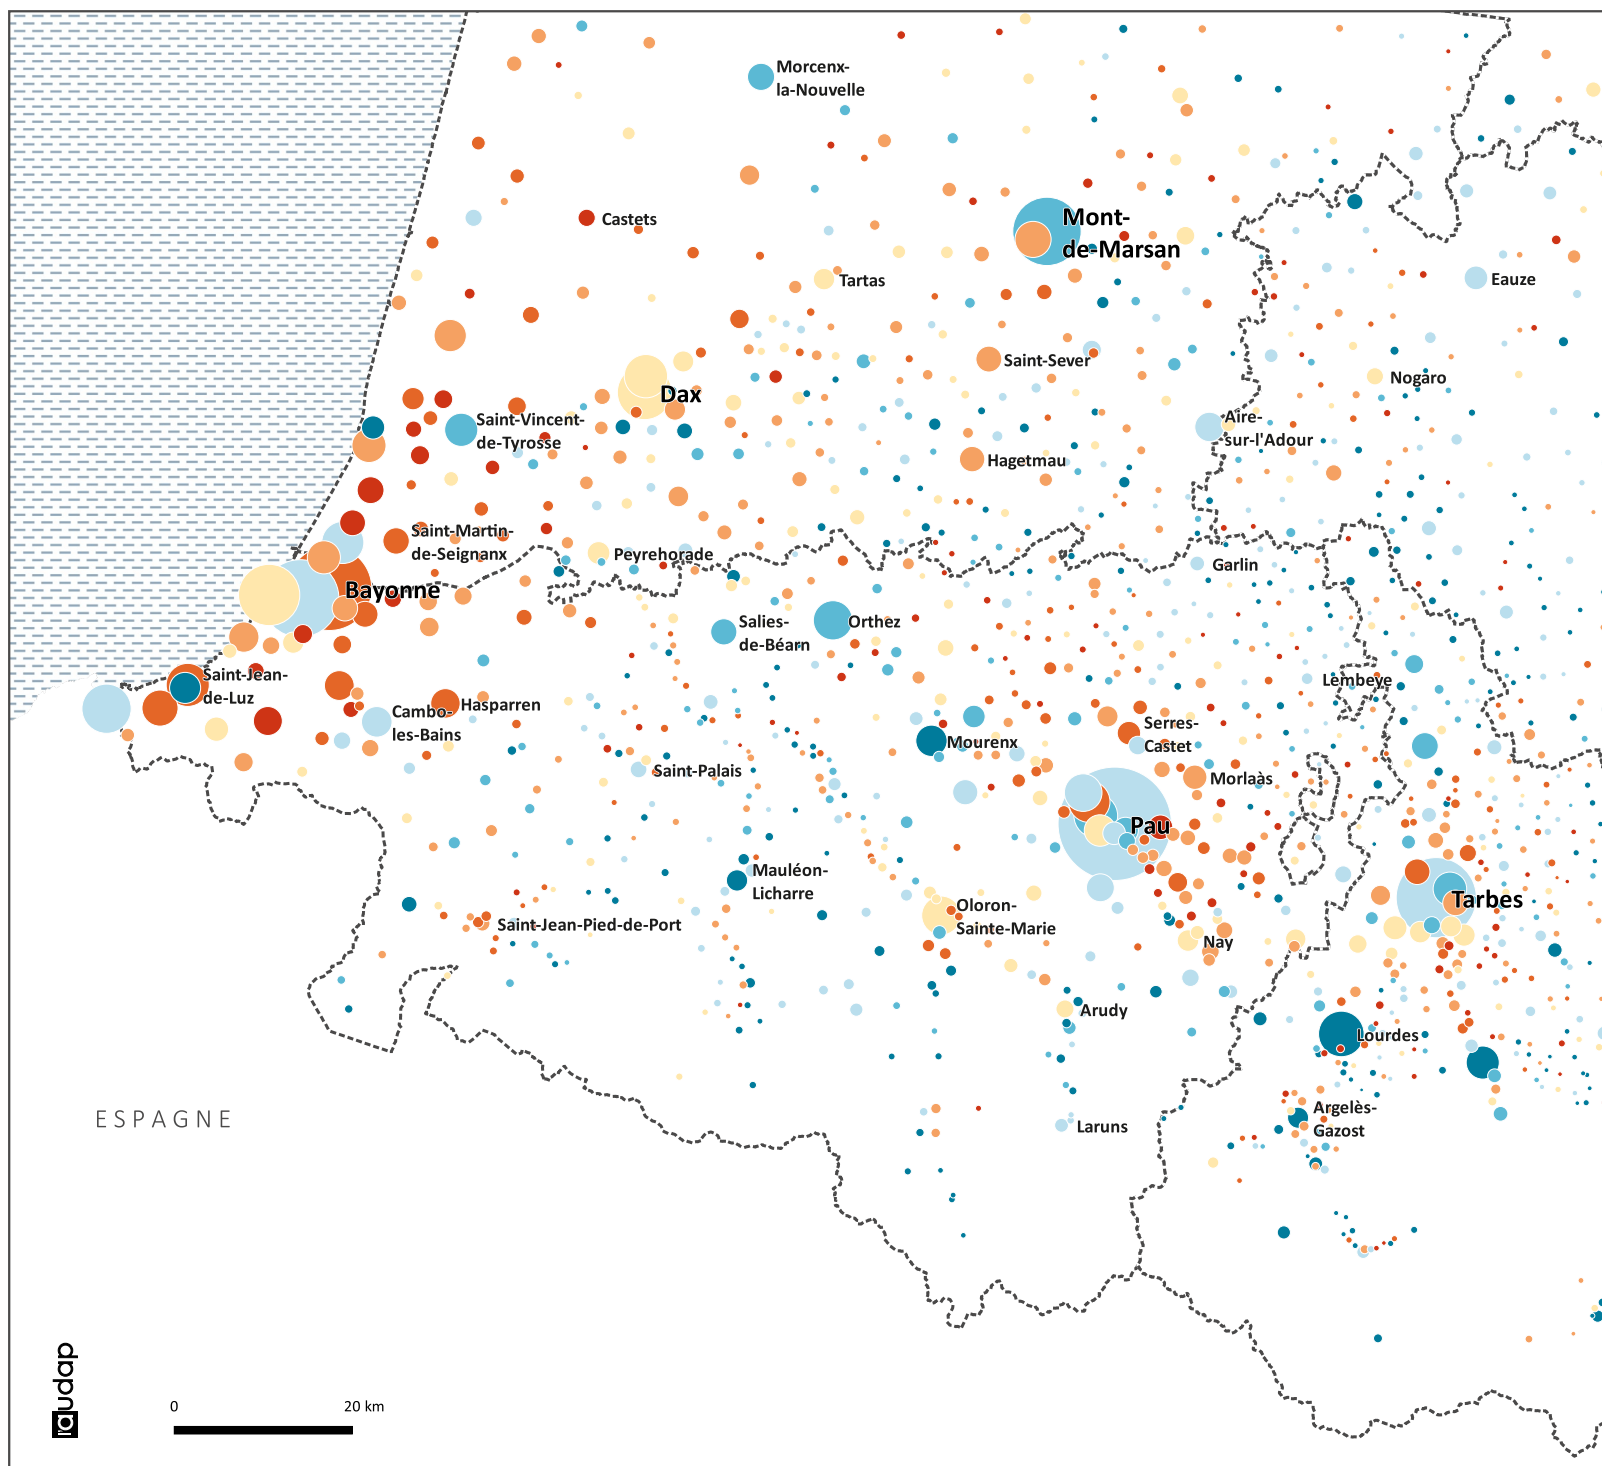 Morcenx-
la-Nouvelle
Castets
Mont-
de-Marsan
Tartas
Eauze
Saint-Sever
Nogaro
Dax
Saint-Vincent-
de-Tyrosse
Aire-
sur-l'Adour
Hagetmau
Saint-Martin-
de-Seignanx
Peyrehorade
Garlin
Bayonne
Salies-
de-Béarn
Orthez
Saint-Jean-
de-Luz
Lembeye
Hasparren
Cambo-
les-Bains
Serres-
Castet
Mourenx
Saint-Palais
Morlaàs
Pau
Mauléon-
Licharre
Tarbes
Oloron-
Sainte-Marie
Saint-Jean-Pied-de-Port
Nay
Arudy
Lourdes
ESPAGNE
Argelès-
Gazost
Laruns
l'audap
0 20 km